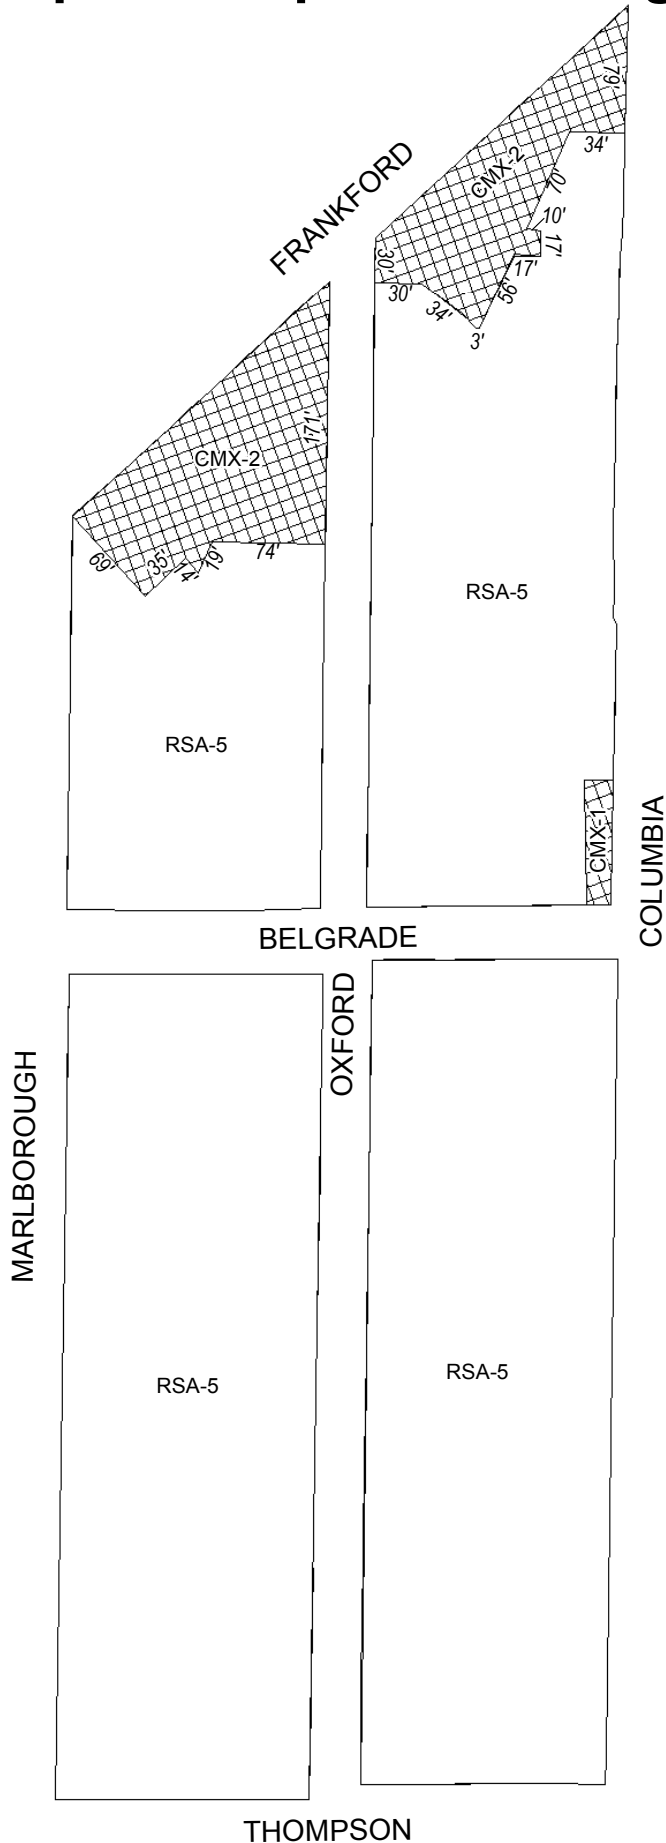 79'
34'
FRANKFORD
CMX-2
70'
10'
17'
17'
30'
30'
56'
34'
3'
171'
CMX-2
69'
35'
14'
19'
74'
RSA-5
RSA-5
CMX-1
COLUMBIA
BELGRADE
OXFORD
MARLBOROUGH
RSA-5
RSA-5
THOMPSON